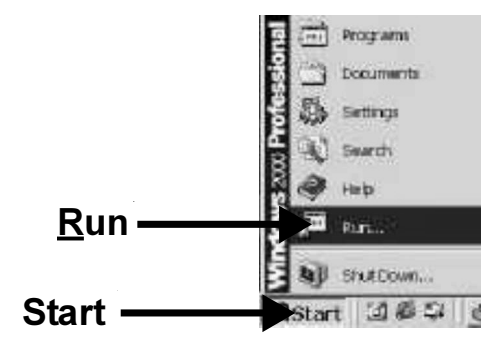 Programs
Documents
Settings
Search
Help
Run...
Shut Down...
Start
Windows 2000 Professional
Run
Start